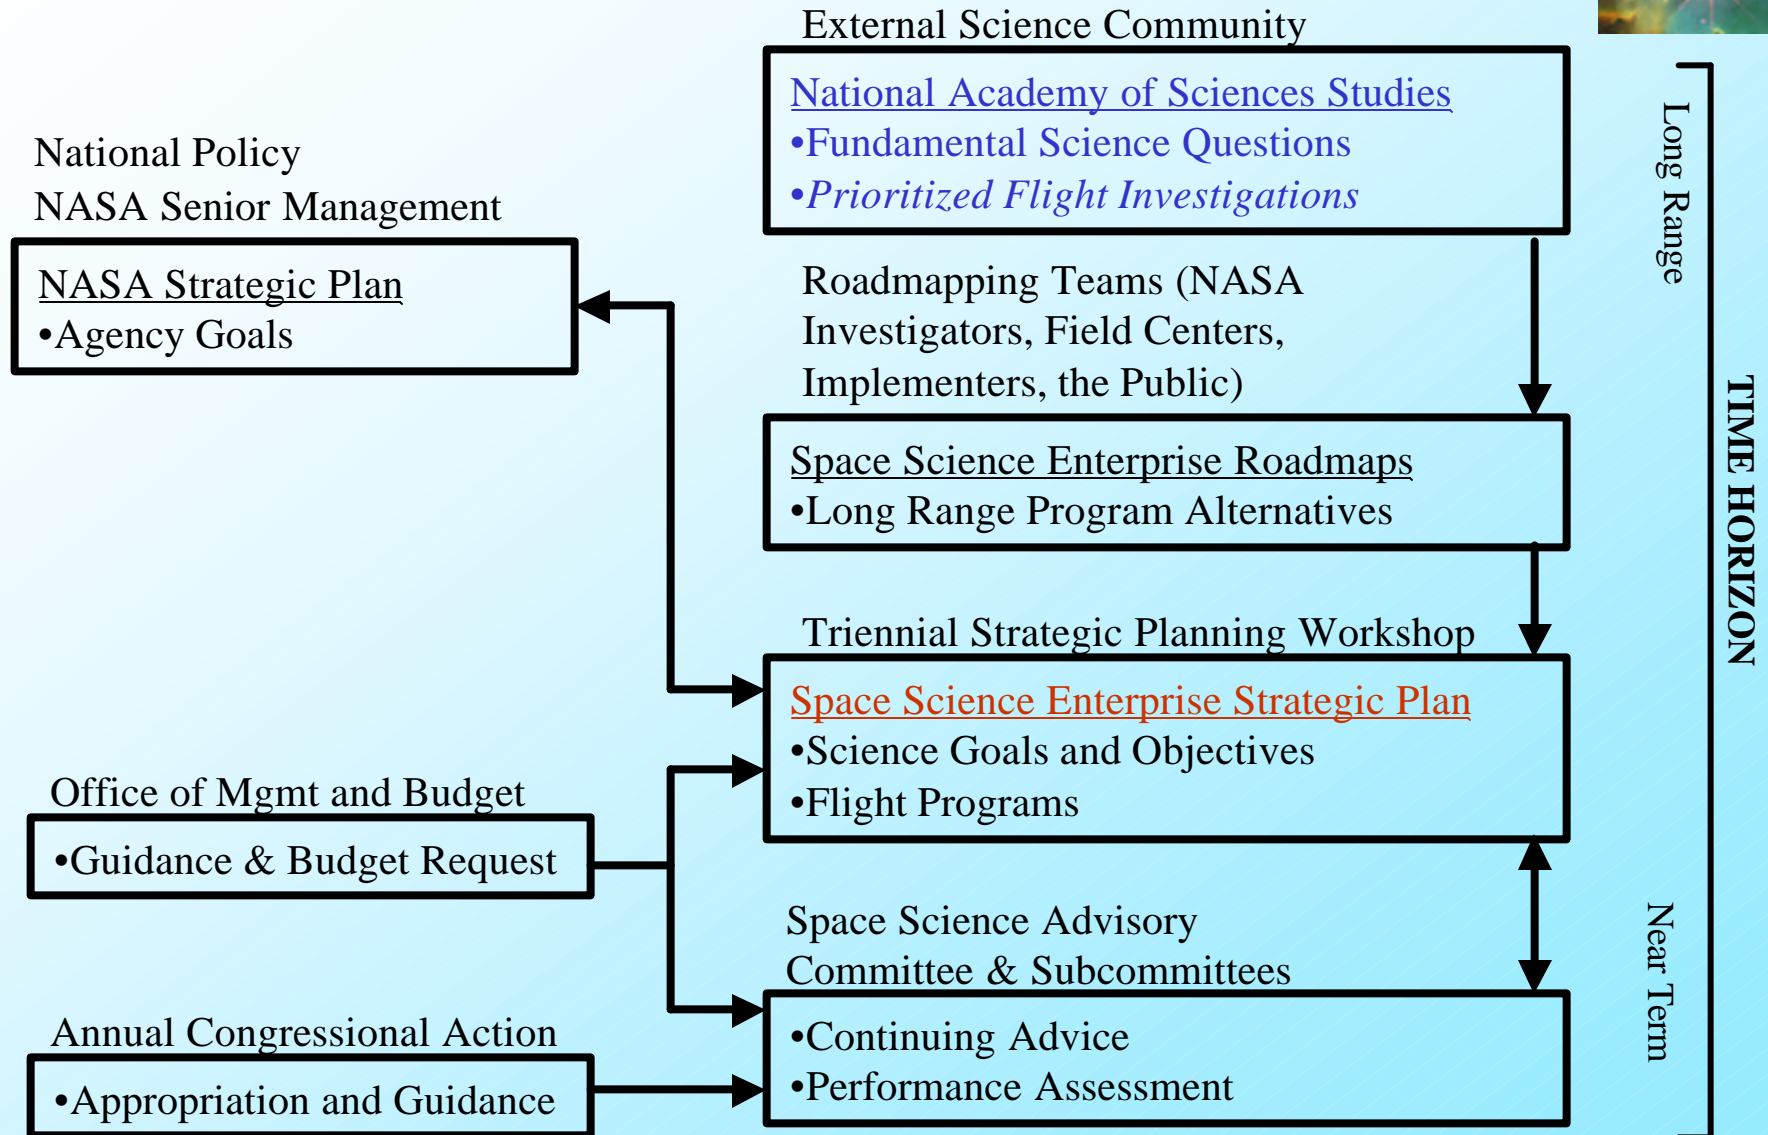 External Science Community
National Academy of Sciences Studies
•Fundamental Science Questions
•Prioritized Flight Investigations
National Policy
NASA Senior Management
NASA Strategic Plan
•Agency Goals
Roadmapping Teams (NASA
Investigators, Field Centers,
Implementers, the Public)
Space Science Enterprise Roadmaps
•Long Range Program Alternatives
Triennial Strategic Planning Workshop
Space Science Enterprise Strategic Plan
•Science Goals and Objectives
•Flight Programs
Office of Mgmt and Budget
•Guidance & Budget Request
Space Science Advisory
Committee & Subcommittees
•Continuing Advice
•Performance Assessment
Annual Congressional Action
•Appropriation and Guidance
Long Range
TIME HORIZON
Near Term